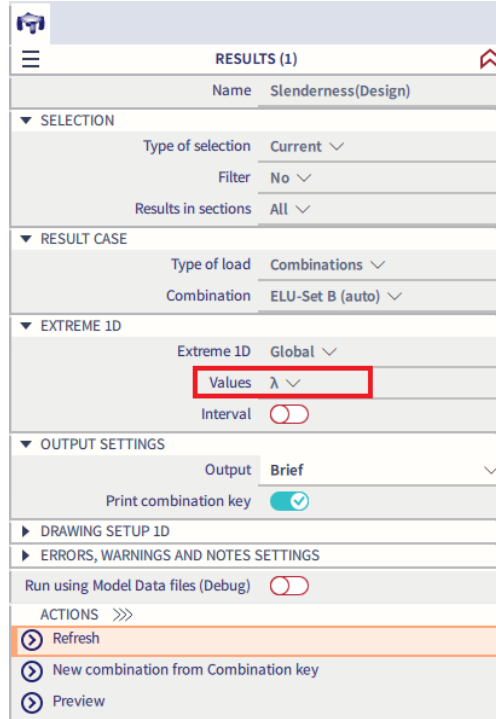 RESULTS (1)
Name Slenderness(Design)
SELECTION
Type of selection Current
Filter No
Results in sections All
RESULT CASE
Type of load Combinations
Combination ELU-Set B (auto)
EXTREME 1D
Extreme 1D Global
Values λ
Interval
OUTPUT SETTINGS
Output Brief
Print combination key
DRAWING SETUP 1D
ERRORS, WARNINGS AND NOTES SETTINGS
Run using Model Data files (Debug)
ACTIONS >>>
Refresh
New combination from Combination key
Preview